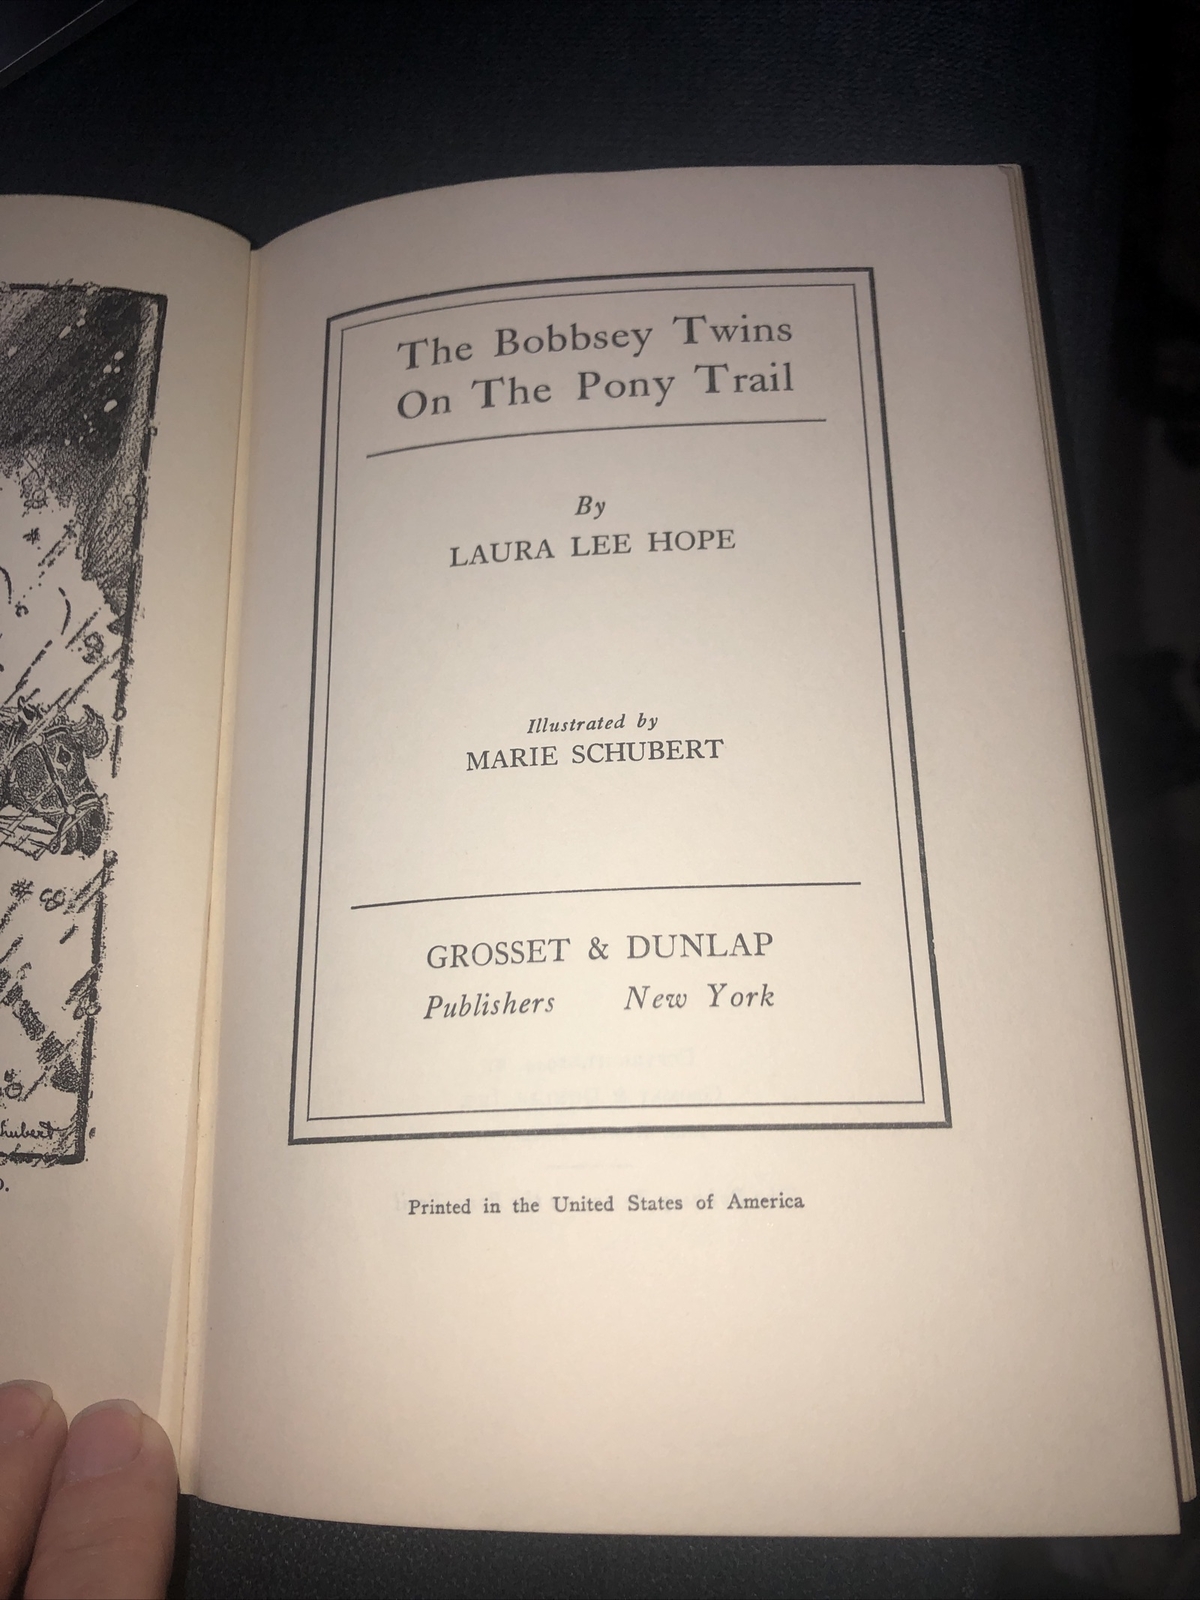 The Bobbsey Twins
On The Pony Trail
By
LAURA LEE HOPE
Illustrated by
MARIE SCHUBERT
GROSSET & DUNLAP
Publishers New York
Printed in the United States of America